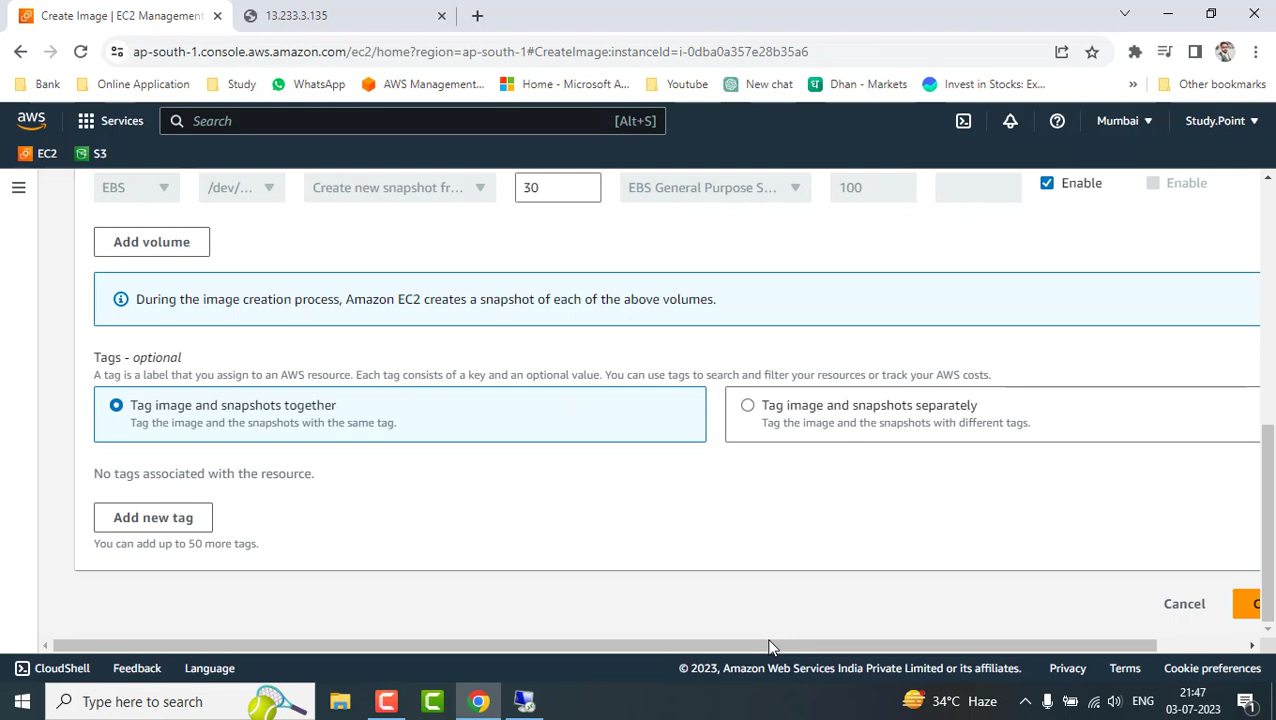 Create Image | EC2 Management
13.233.3.135
ap-south-1.console.aws.amazon.com/ec2/home?region=ap-south-1#CreateImage:instanceId=i-0dba0a357e28b35a6
Bank
Online Application
Study
WhatsApp
AWS Management...
Home - Microsoft A...
Youtube
New chat
Dhan - Markets
Invest in Stocks: Ex...
»
Other bookmarks
aws
Services
Search
[Alt+S]
Mumbai
Study.Point
EC2
S3
EBS
/dev/...
Create new snapshot fr...
30
EBS General Purpose S...
100
Enable
Enable
Add volume
During the image creation process, Amazon EC2 creates a snapshot of each of the above volumes.
Tags - optional
A tag is a label that you assign to an AWS resource. Each tag consists of a key and an optional value. You can use tags to search and filter your resources or track your AWS costs.
Tag image and snapshots together
Tag the image and the snapshots with the same tag.
Tag image and snapshots separately
Tag the image and the snapshots with different tags.
No tags associated with the resource.
Add new tag
You can add up to 50 more tags.
Cancel
C
CloudShell
Feedback
Language
© 2023, Amazon Web Services India Private Limited or its affiliates.
Privacy
Terms
Cookie preferences
Type here to search
34°C Haze
ENG
21:47
03-07-2023
1